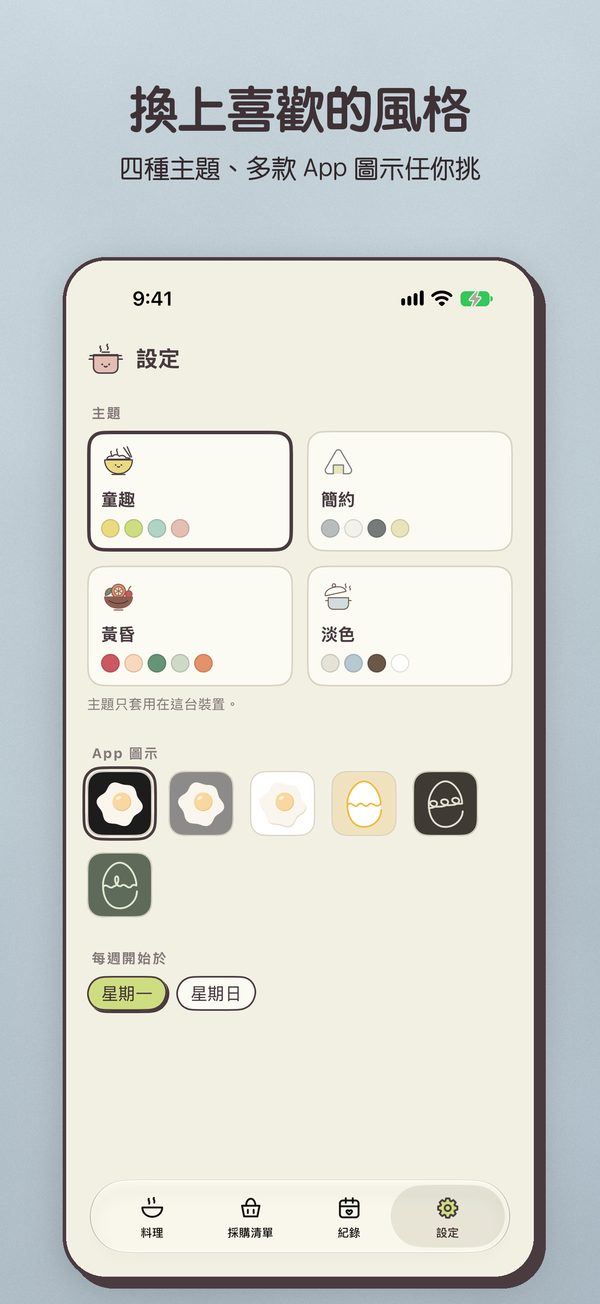 換上喜歡的風格
四種主題、多款 App 圖示任你挑
9:41
設定
主題
童趣
簡約
黃昏
淡色
主題只套用在這台裝置。
App 圖示
每週開始於
星期一
星期日
料理
採購清單
紀錄
設定